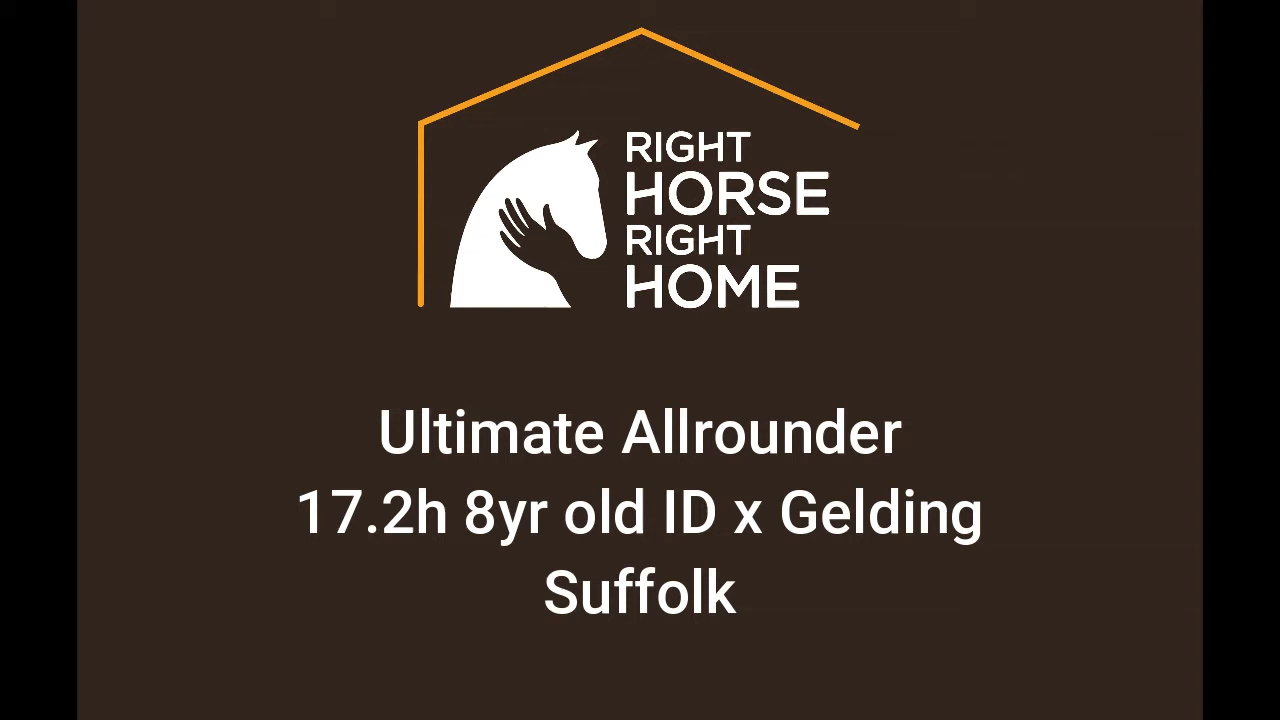 RIGHT
HORSE
RIGHT
HOME
Ultimate Allrounder
17.2h 8yr old ID x Gelding
Suffolk